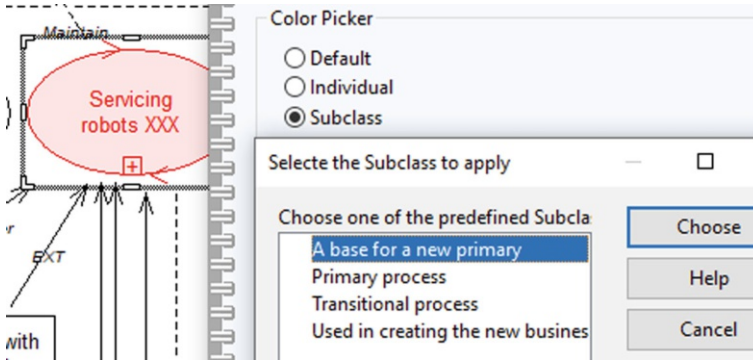 Maintain
Servicing
robots XXX
EXT
with
Color Picker
Default
Individual
Subclass
Selecte the Subclass to apply
Choose one of the predefined Subcla
A base for a new primary
Primary process
Transitional process
Used in creating the new busines
Choose
Help
Cancel